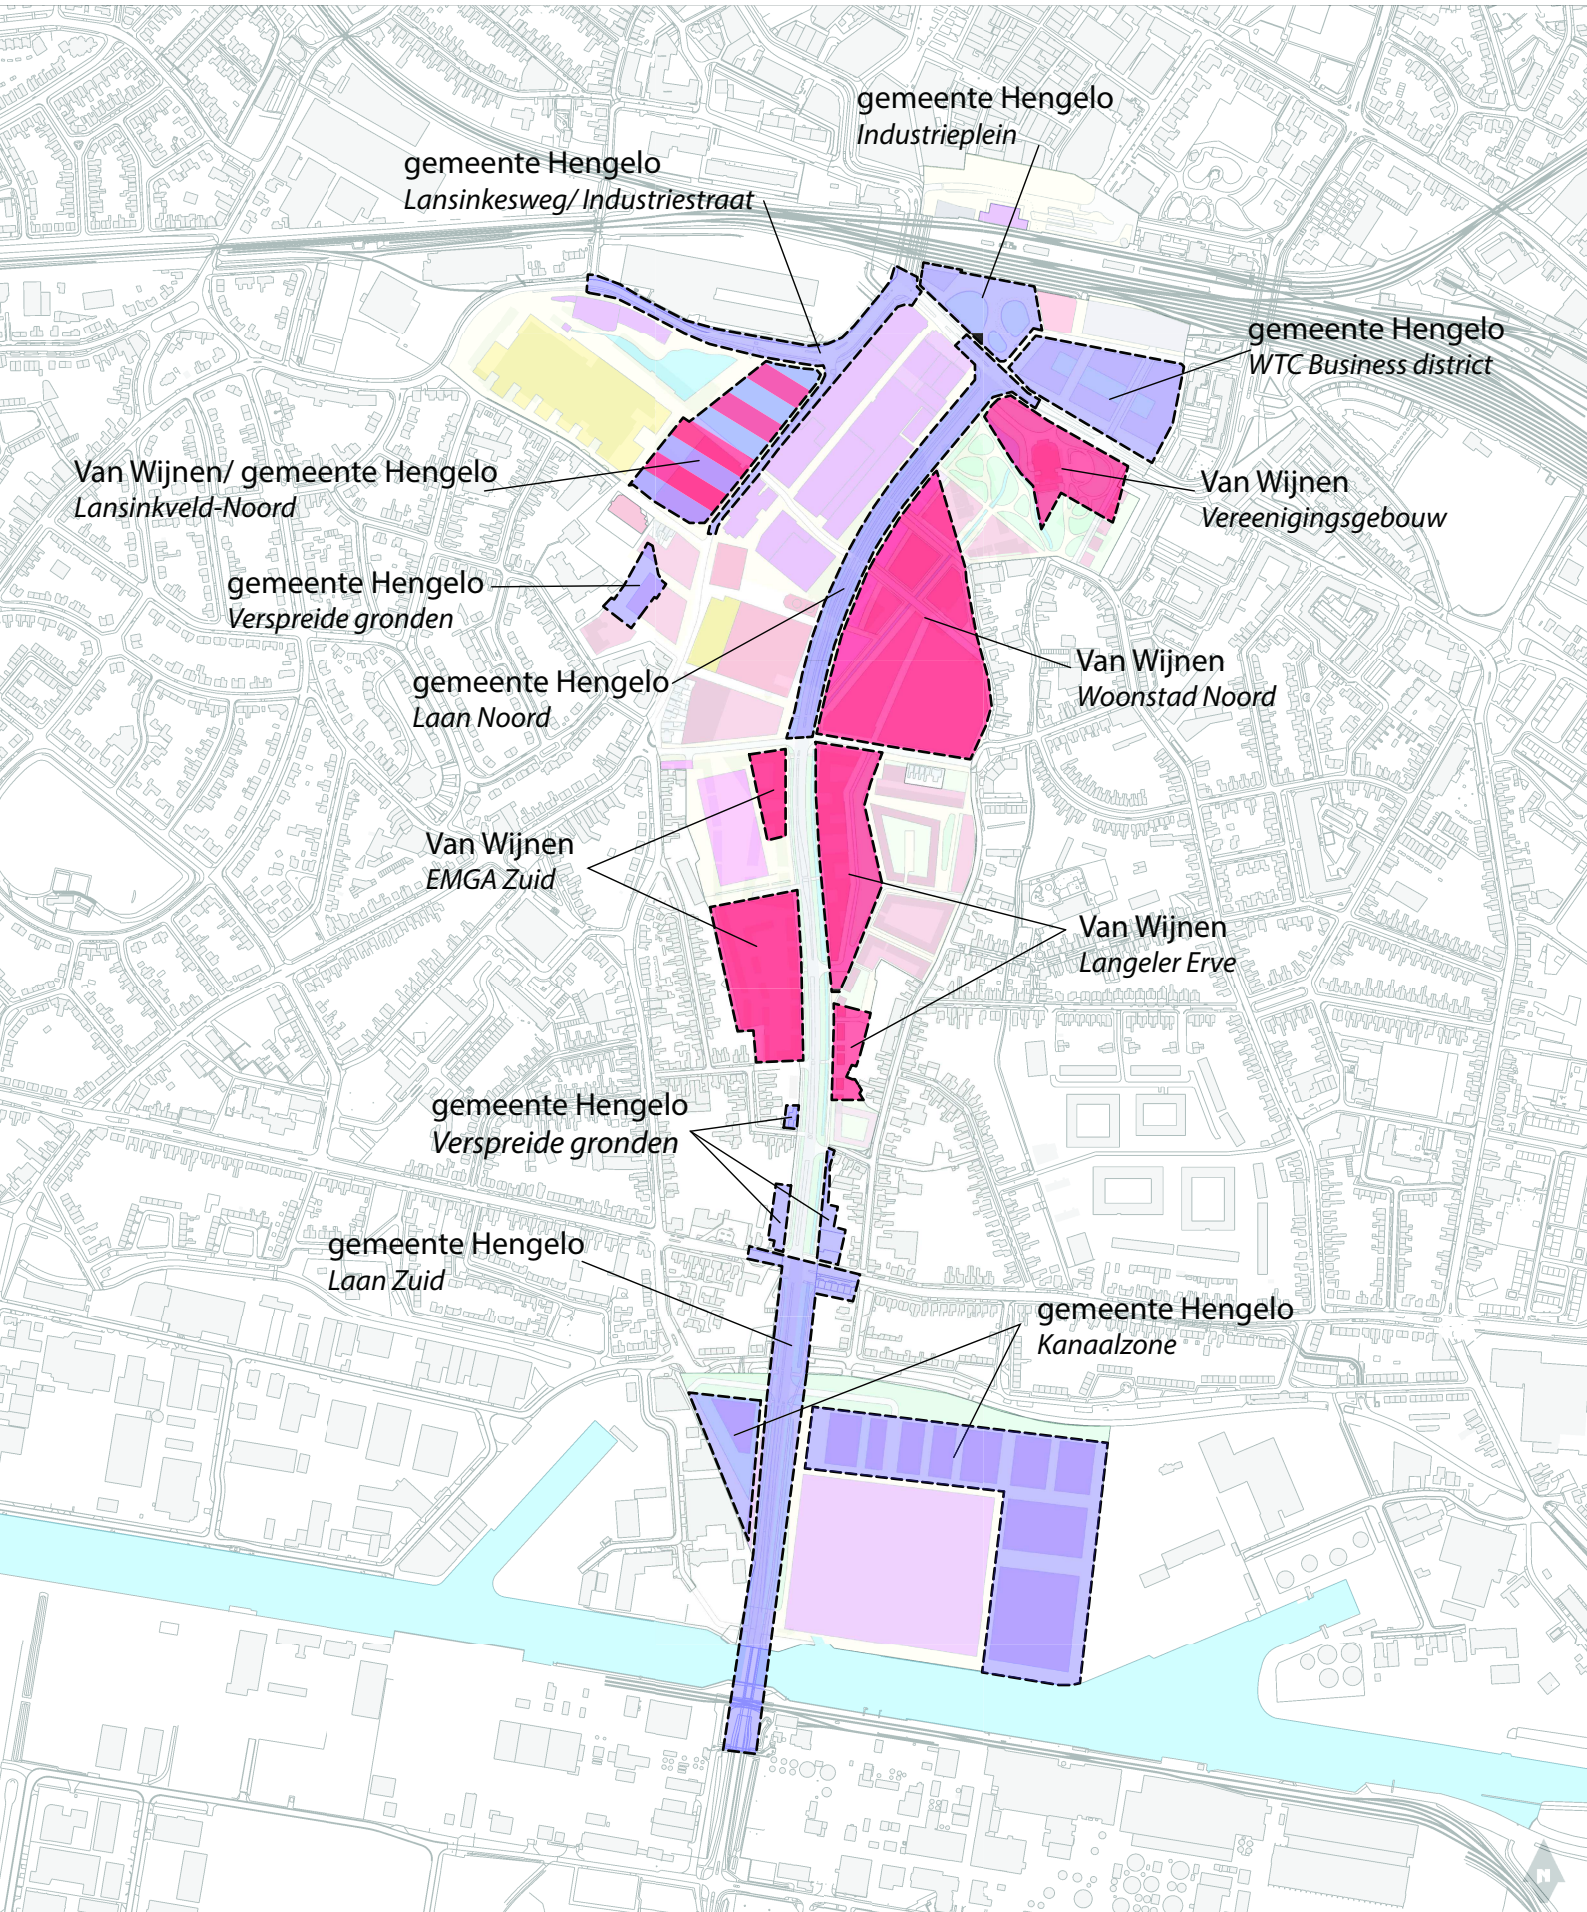 gemeente Hengelo
Industrieplein
gemeente Hengelo
Lansinkesweg/ Industriestraat
gemeente Hengelo
WTC Business district
Van Wijnen/ gemeente Hengelo
Lansinkveld-Noord
Van Wijnen
Vereenigingsgebouw
gemeente Hengelo
Verspreide gronden
Van Wijnen
Woonstad Noord
gemeente Hengelo
Laan Noord
Van Wijnen
EMGA Zuid
Van Wijnen
Langeler Erve
gemeente Hengelo
Verspreide gronden
gemeente Hengelo
Laan Zuid
gemeente Hengelo
Kanaalzone
N